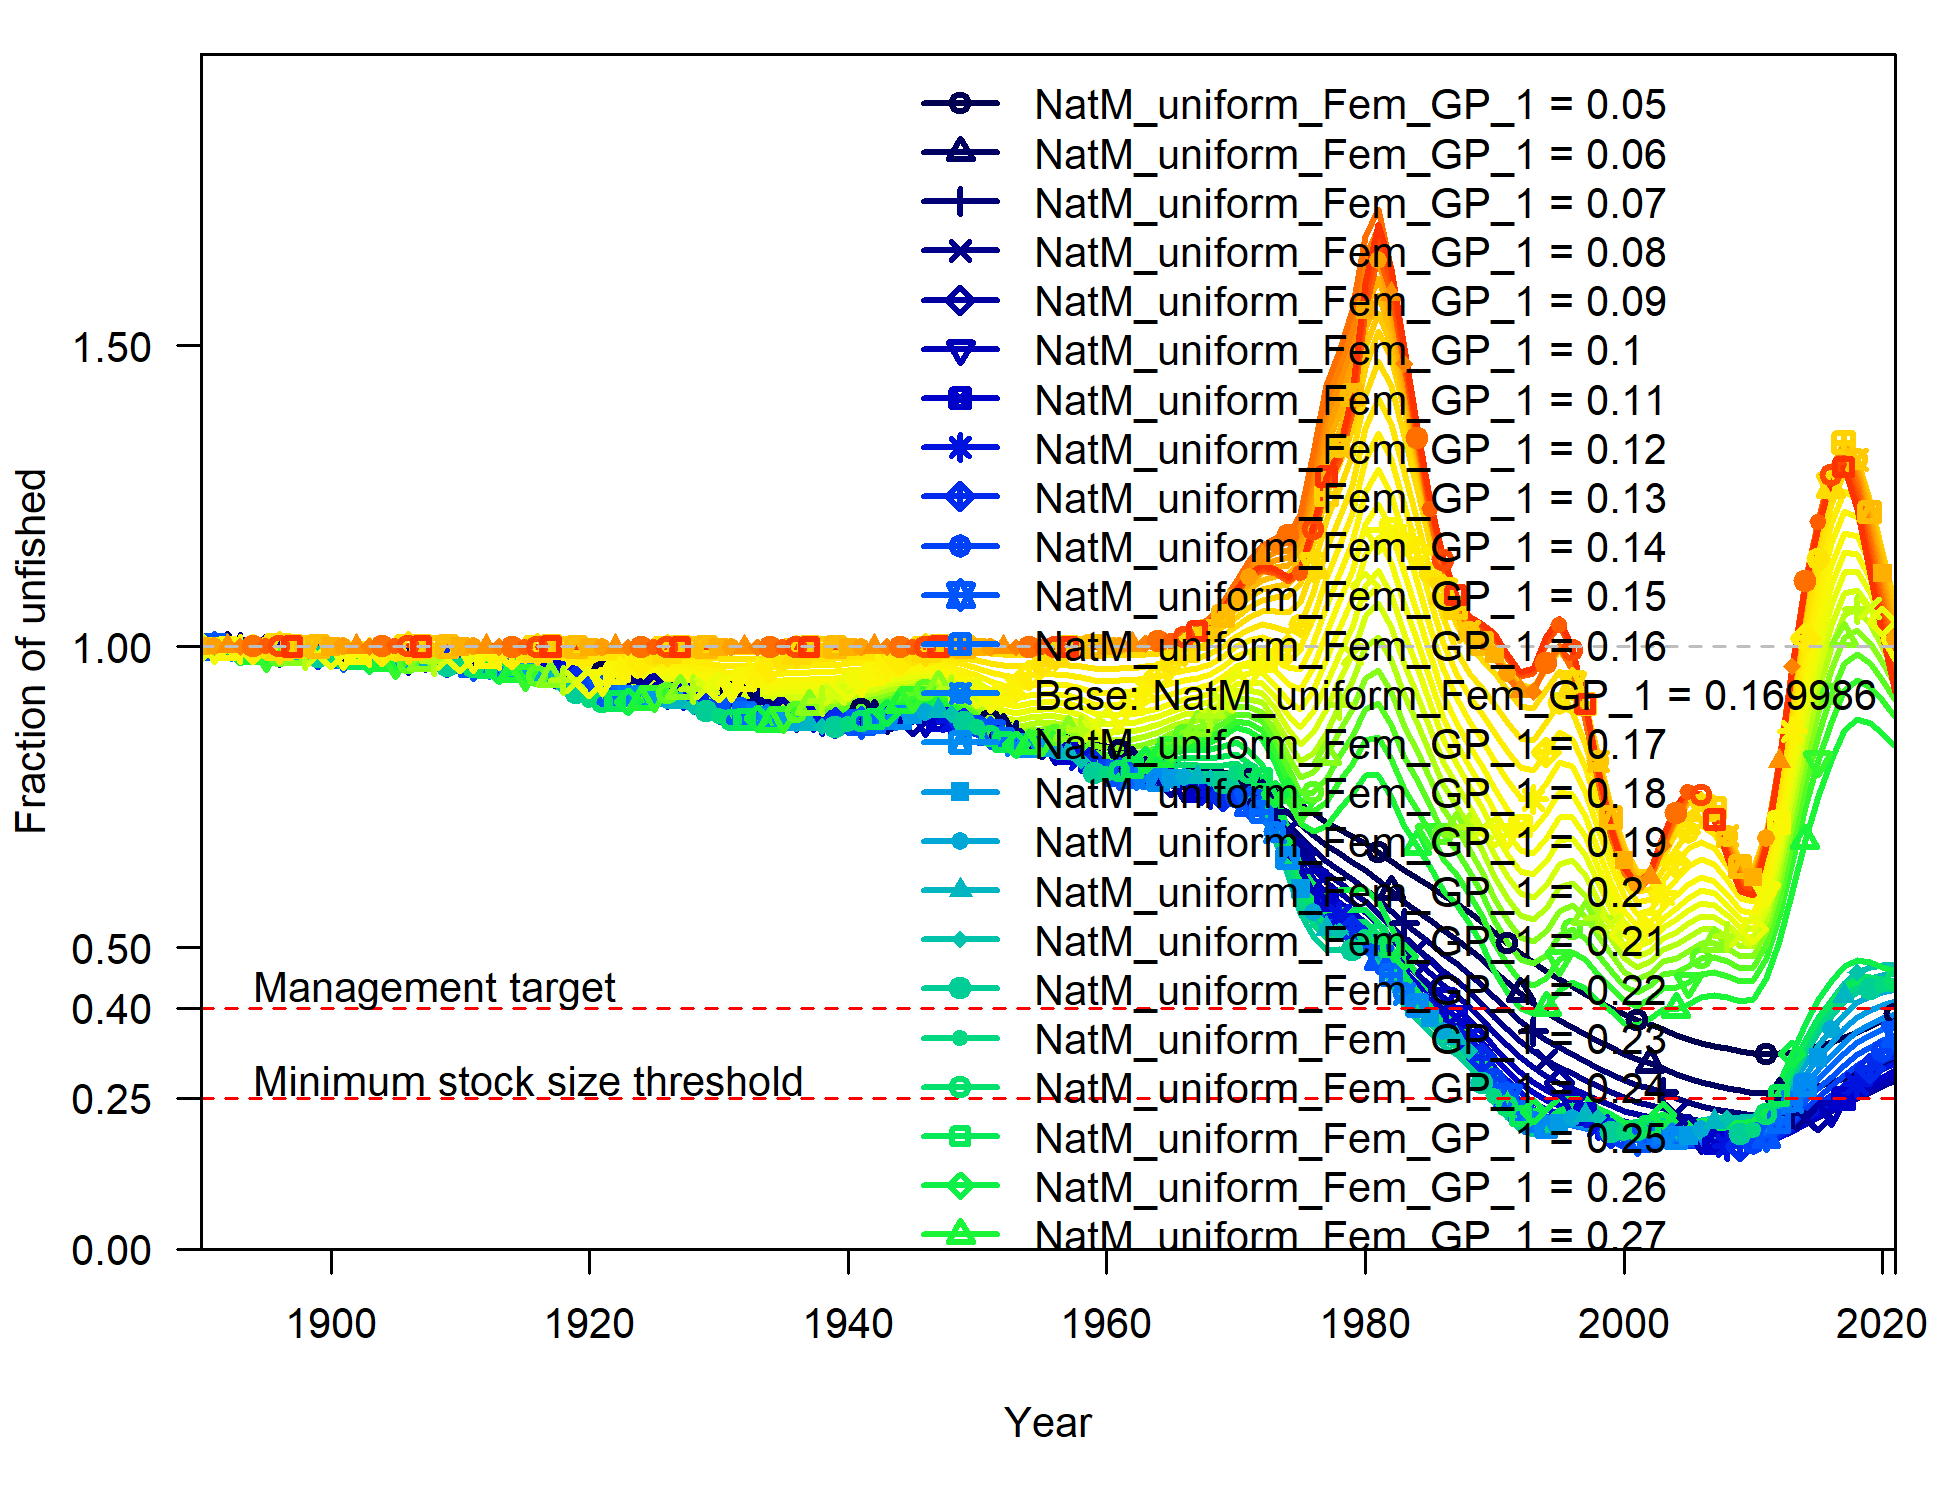 NatM_uniform_Fem_GP_1 = 0.05
NatM_uniform_Fem_GP_1 = 0.06
NatM_uniform_Fem_GP_1 = 0.07
NatM_uniform_Fem_GP_1 = 0.08
NatM_uniform_Fem_GP_1 = 0.09
NatM_uniform_Fem_GP_1 = 0.1
NatM_uniform_Fem_GP_1 = 0.11
NatM_uniform_Fem_GP_1 = 0.12
NatM_uniform_Fem_GP_1 = 0.13
NatM_uniform_Fem_GP_1 = 0.14
NatM_uniform_Fem_GP_1 = 0.15
NatM_uniform_Fem_GP_1 = 0.16
Base: NatM_uniform_Fem_GP_1 = 0.169986
NatM_uniform_Fem_GP_1 = 0.17
NatM_uniform_Fem_GP_1 = 0.18
NatM_uniform_Fem_GP_1 = 0.19
NatM_uniform_Fem_GP_1 = 0.2
NatM_uniform_Fem_GP_1 = 0.21
NatM_uniform_Fem_GP_1 = 0.22
NatM_uniform_Fem_GP_1 = 0.23
NatM_uniform_Fem_GP_1 = 0.24
NatM_uniform_Fem_GP_1 = 0.25
NatM_uniform_Fem_GP_1 = 0.26
NatM_uniform_Fem_GP_1 = 0.27
Fraction of unfished
1.50
1.00
0.50
0.40
0.25
0.00
Management target
Minimum stock size threshold
1900
1920
1940
1960
1980
2000
2020
Year